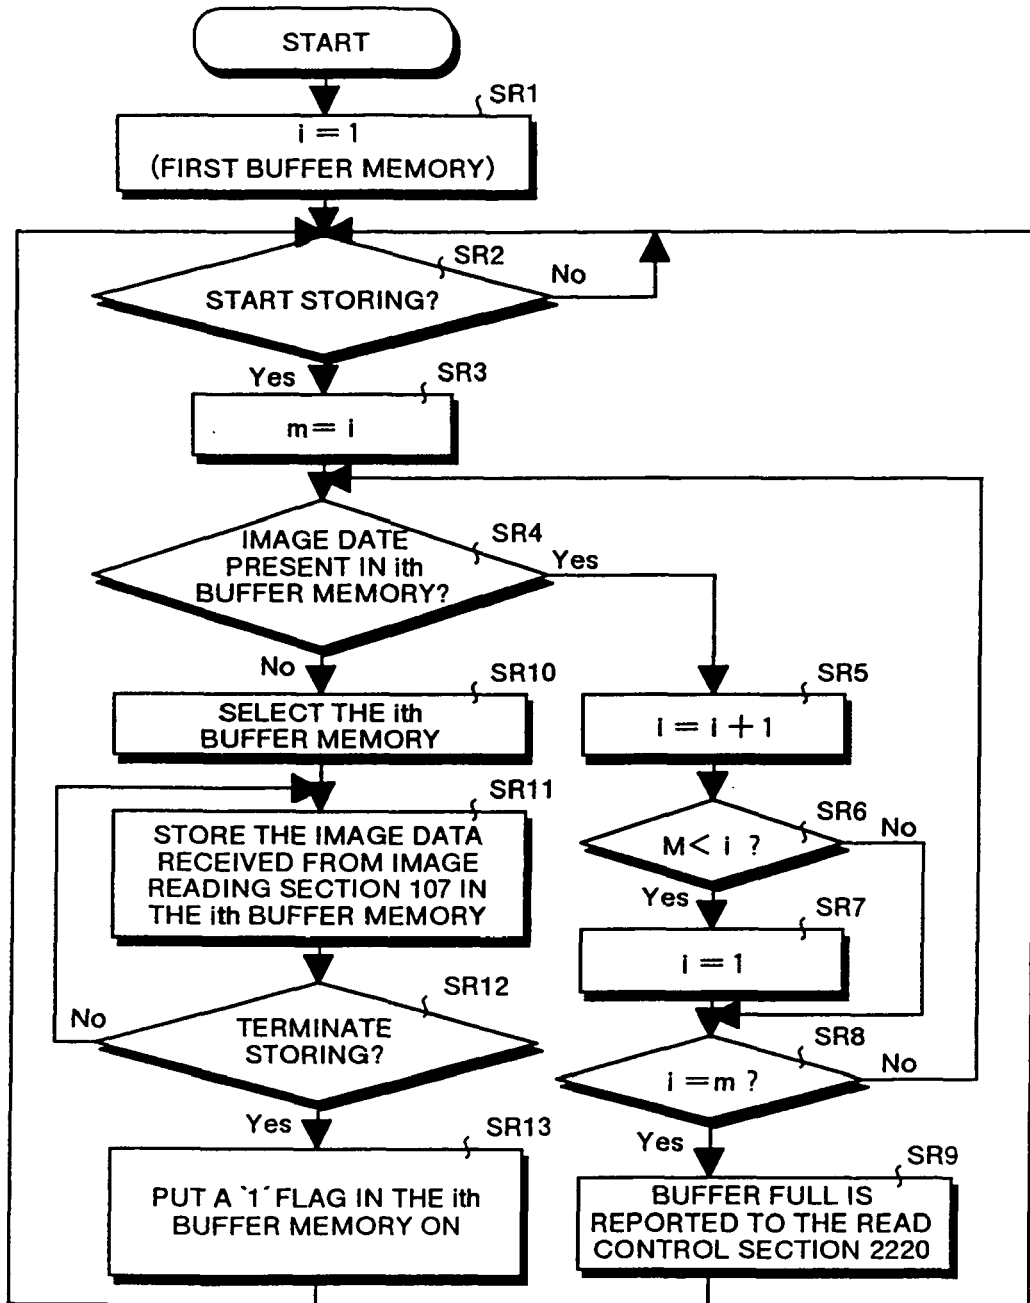 START
SR1
i = 1
(FIRST BUFFER MEMORY)
SR2
START STORING?
No
Yes
SR3
m = i
SR4
IMAGE DATE
PRESENT IN ith
BUFFER MEMORY?
Yes
No
SR10
SELECT THE ith
BUFFER MEMORY
SR5
i = i + 1
SR11
STORE THE IMAGE DATA
RECEIVED FROM IMAGE
READING SECTION 107 IN
THE ith BUFFER MEMORY
SR6
M < i ?
No
Yes
SR7
i = 1
SR12
TERMINATE
STORING?
No
Yes
SR8
i = m ?
No
Yes
SR13
PUT A '1' FLAG IN THE ith
BUFFER MEMORY ON
SR9
BUFFER FULL IS
REPORTED TO THE READ
CONTROL SECTION 2220